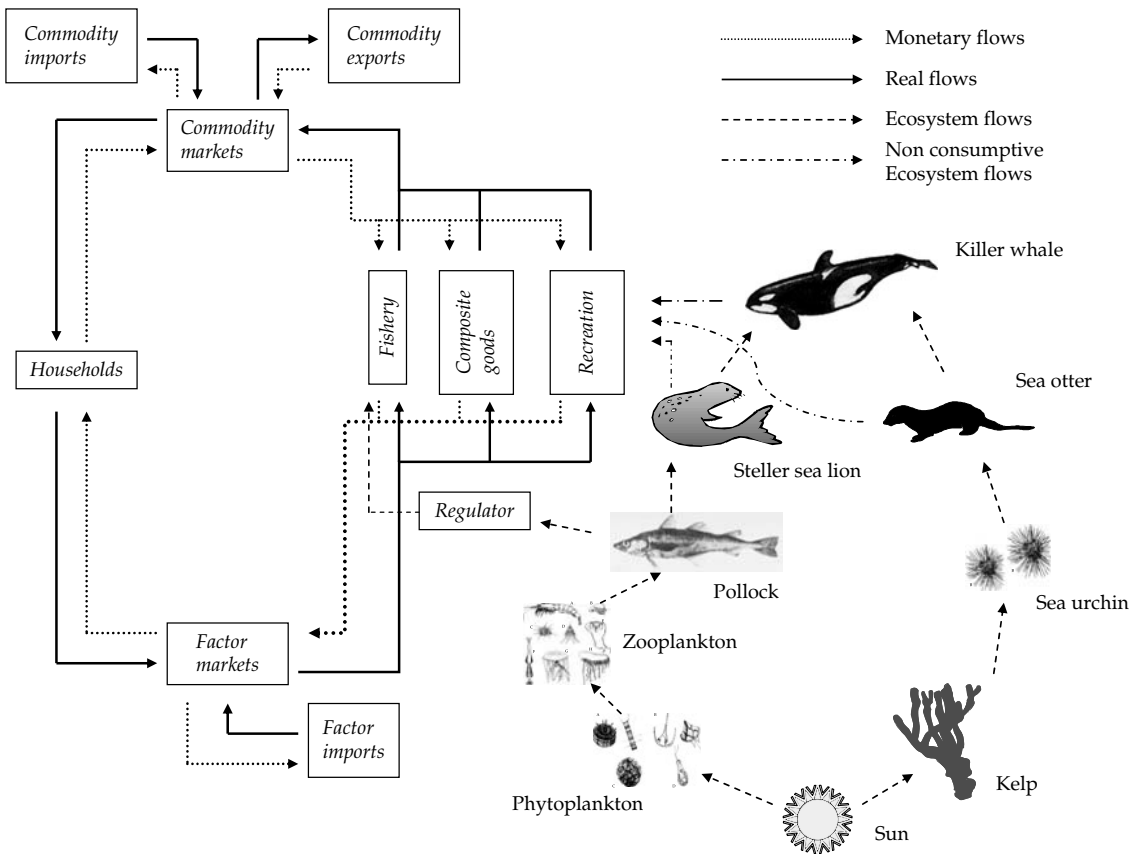 Commodity
imports
Commodity
exports
Monetary flows
Real flows
Ecosystem flows
Non consumptive
Ecosystem flows
Commodity
markets
Killer whale
Fishery
Composite
goods
Recreation
Households
Sea otter
Steller sea lion
Regulator
Pollock
Sea urchin
Zooplankton
Factor
markets
Factor
imports
Phytoplankton
Kelp
Sun